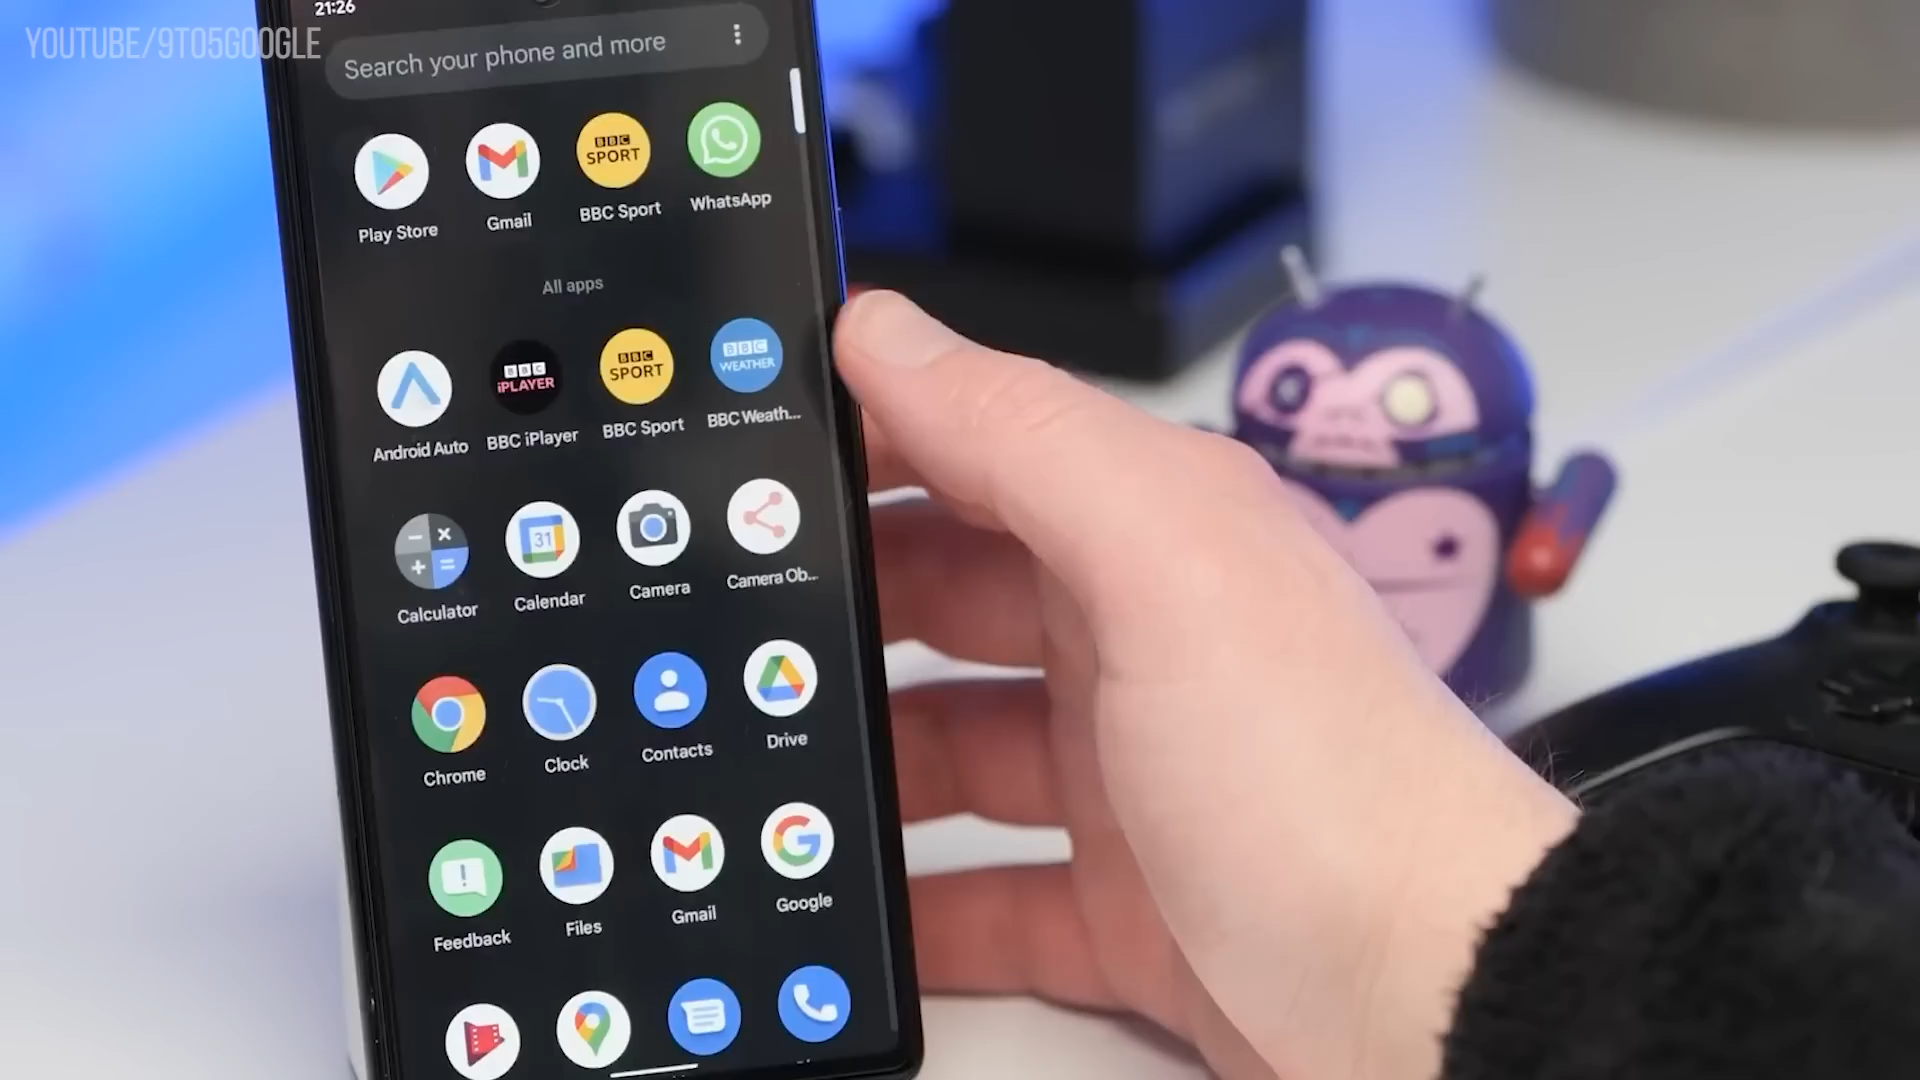 YOUTUBE/9TO5GOOGLE
21:26
Search your phone and more
BBC
SPORT
Play Store
Gmail
BBC Sport
WhatsApp
All apps
BBC
iPLAYER
BBC
SPORT
BBC
WEATHER
Android Auto
BBC iPlayer
BBC Sport
BBC Weath...
31
Calculator
Calendar
Camera
Camera Ob...
Chrome
Clock
Contacts
Drive
Feedback
Files
Gmail
Google